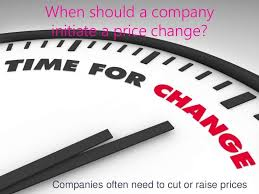 When should a company
initiate a price change?
TIME FOR
CHANGE
Companies often need to cut or raise prices